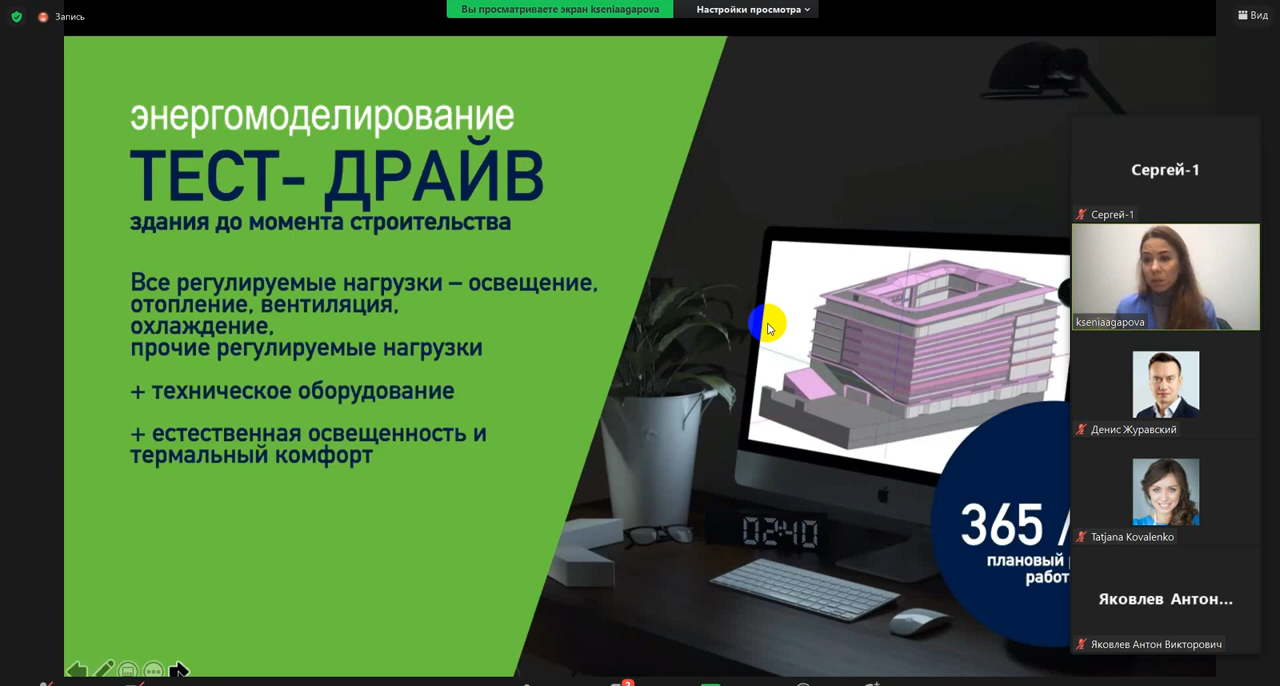 Запись
Вы просматриваете экран kseniaagapova
Настройки просмотра
Вид
энергомоделирование
ТЕСТ- ДРАЙВ
здания до момента строительства
Все регулируемые нагрузки – освещение,
отопление, вентиляция,
охлаждение,
прочие регулируемые нагрузки
+ техническое оборудование
+ естественная освещенность и
термальный комфорт
02:40
365 /
плановый
работ
Сергей-1
Сергей-1
kseniaagapova
Денис Журавский
Tatjana Kovalenko
Яковлев Антон...
Яковлев Антон Викторович